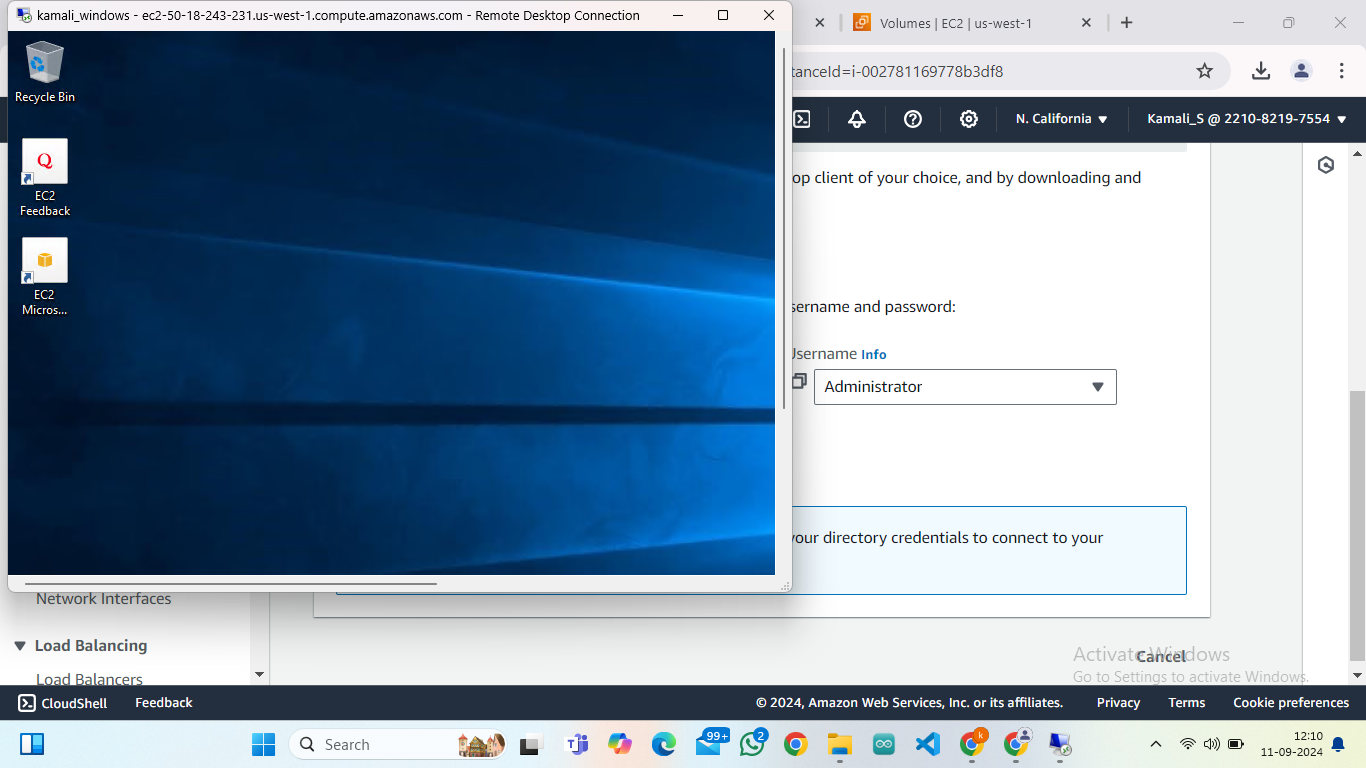 kamali_windows - ec2-50-18-243-231.us-west-1.compute.amazonaws.com - Remote Desktop Connection
Volumes | EC2 | us-west-1
tanceId=i-002781169778b3df8
Recycle Bin
N. California
Kamali_S @ 2210-8219-7554
EC2
Feedback
op client of your choice, and by downloading and
EC2
Micros...
sername and password:
Username Info
Administrator
your directory credentials to connect to your
Network Interfaces
Load Balancing
Load Balancers
Cancel
Activate Windows
Go to Settings to activate Windows.
CloudShell
Feedback
© 2024, Amazon Web Services, Inc. or its affiliates.
Privacy
Terms
Cookie preferences
Search
99+
2
k
12:10
11-09-2024